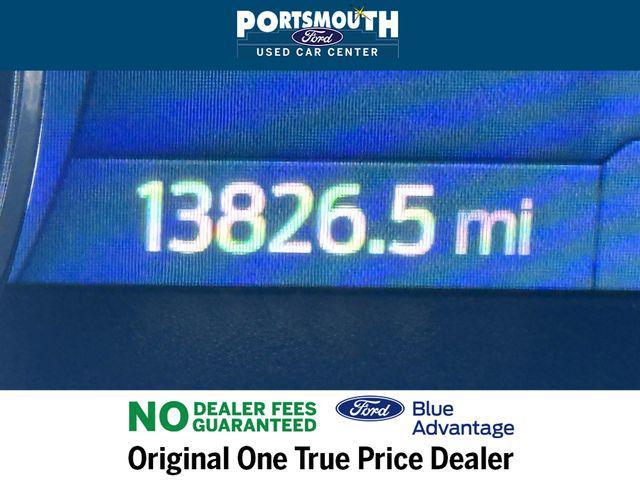 PORTSMOUTH
Ford
USED CAR CENTER
13826.5 mi
NO DEALER FEES
GUARANTEED
Ford Blue
Advantage
Original One True Price Dealer